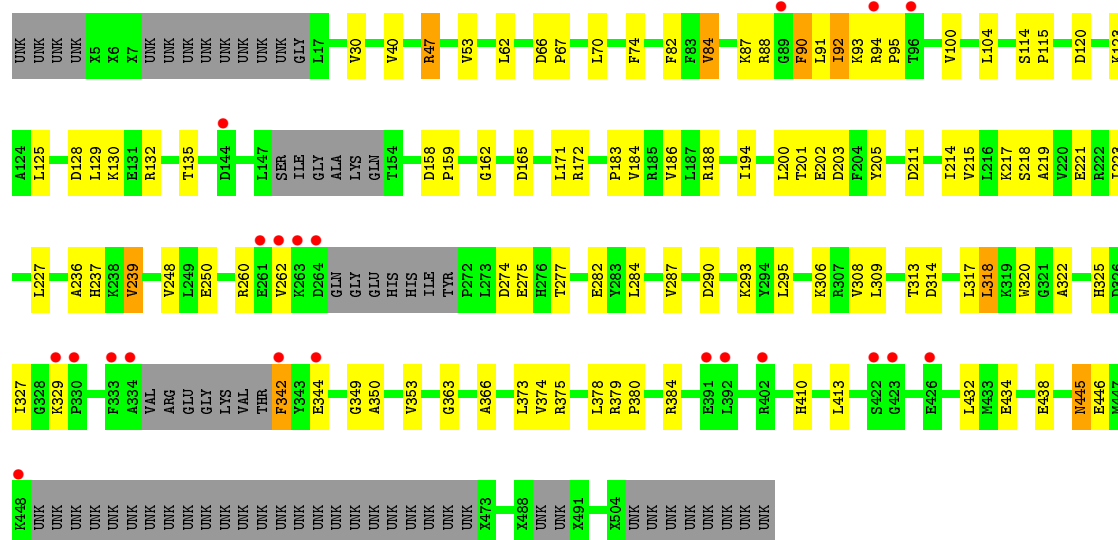 UNK UNK UNK UNK X5 X6 X7 UNK UNK UNK UNK UNK UNK UNK UNK GLY L17 V30 V40 R47 V53 L62 D66 P67 L70 F74 F82 F83 V84 K87 R88 G89 F90 L91 I92 K93 R94 P95 T96 V100 L104 S114 P115 D120 K123
A124 L125 D128 L129 K130 E131 R132 T135 D144 L147 SER ILE GLY ALA LYS GLN T154 D158 P159 G162 D165 L171 R172 P183 V184 R185 V186 L187 R188 I194 L200 T201 E202 D203 F204 Y205 D211 I214 V215 L216 K217 S218 A219 V220 E221 R222 I223
L227 A236 H237 K238 V239 V248 L249 E250 R260 E261 V262 K263 D264 GLN GLY GLU HIS HIS ILE TYR P272 L273 D274 E275 H276 T277 E282 Y283 L284 V287 D290 K293 Y294 L295 K306 R307 V308 L309 T313 D314 L317 L318 K319 W320 G321 A322 H325 D326
I327 G328 K329 P330 F333 A334 VAL ARG GLU GLY LYS VAL THR F342 Y343 E344 G349 A350 V353 G363 A366 L373 V374 R375 L378 R379 P380 R384 E391 L392 R402 H410 L413 S422 G423 E426 L432 M433 E434 E438 N445 E446 M447
K448 UNK UNK UNK UNK UNK UNK UNK UNK UNK UNK UNK UNK UNK UNK UNK UNK UNK UNK UNK UNK X473 X488 UNK UNK X491 X504 UNK UNK UNK UNK UNK UNK UNK UNK